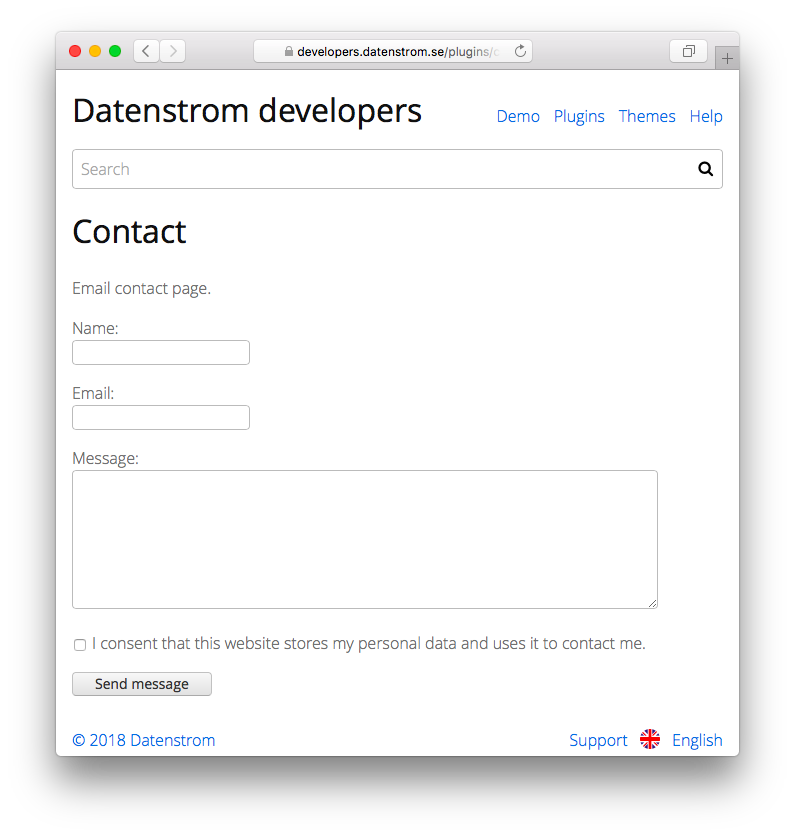 developers.datenstrom.se/plugins/
Datenstrom developers
Demo Plugins Themes Help
Search
Contact
Email contact page.
Name:
Email:
Message:
I consent that this website stores my personal data and uses it to contact me.
Send message
© 2018 Datenstrom
Support English